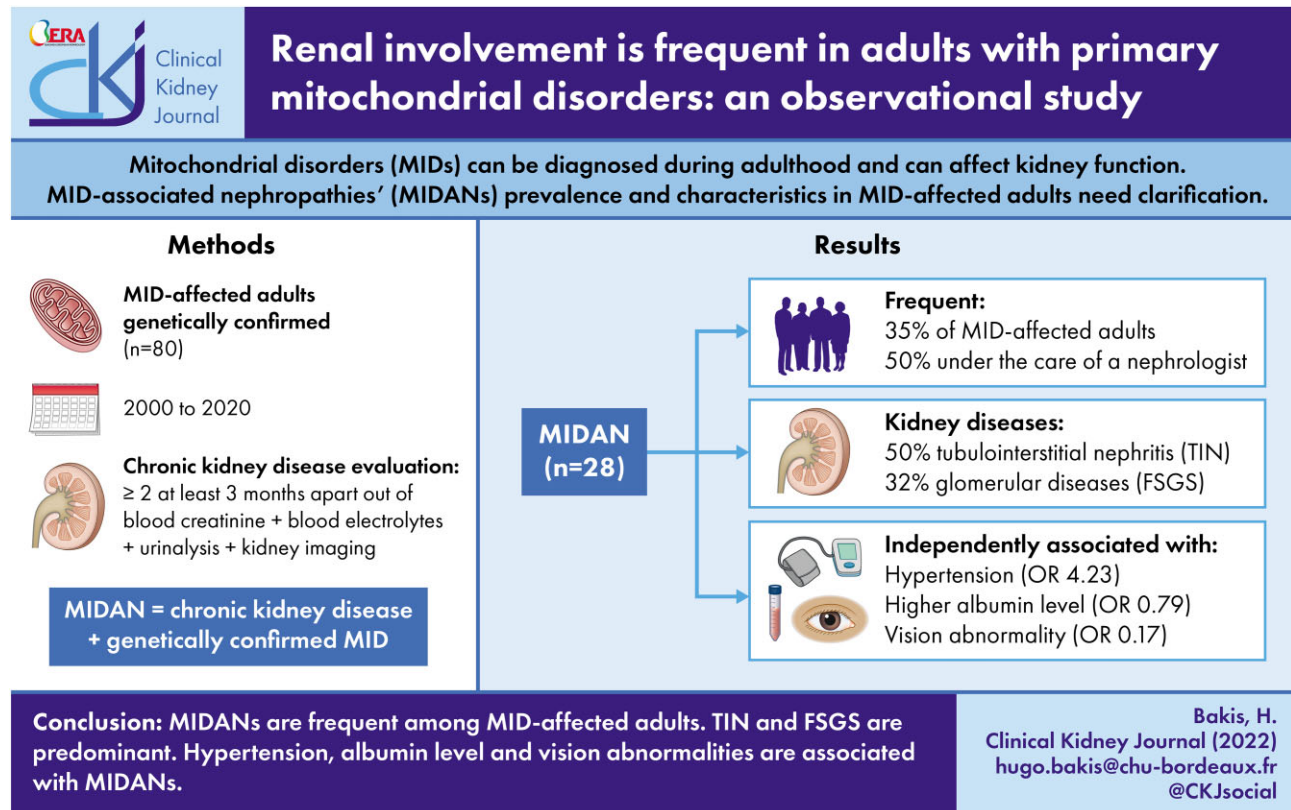 ERA
CKJ
Clinical
Kidney
Journal
Renal involvement is frequent in adults with primary
mitochondrial disorders: an observational study
Mitochondrial disorders (MIDs) can be diagnosed during adulthood and can affect kidney function.
MID-associated nephropathies’ (MIDANs) prevalence and characteristics in MID-affected adults need clarification.
Methods
MID-affected adults
genetically confirmed
(n=80)
2000 to 2020
Chronic kidney disease evaluation:
≥ 2 at least 3 months apart out of
blood creatinine + blood electrolytes
+ urinalysis + kidney imaging
MIDAN = chronic kidney disease
+ genetically confirmed MID
Results
MIDAN
(n=28)
Frequent:
35% of MID-affected adults
50% under the care of a nephrologist
Kidney diseases:
50% tubulointerstitial nephritis (TIN)
32% glomerular diseases (FSGS)
Independently associated with:
Hypertension (OR 4.23)
Higher albumin level (OR 0.79)
Vision abnormality (OR 0.17)
Conclusion: MIDANs are frequent among MID-affected adults. TIN and FSGS are
predominant. Hypertension, albumin level and vision abnormalities are associated
with MIDANs.
Bakis, H.
Clinical Kidney Journal (2022)
hugo.bakis@chu-bordeaux.fr
@CKJsocial